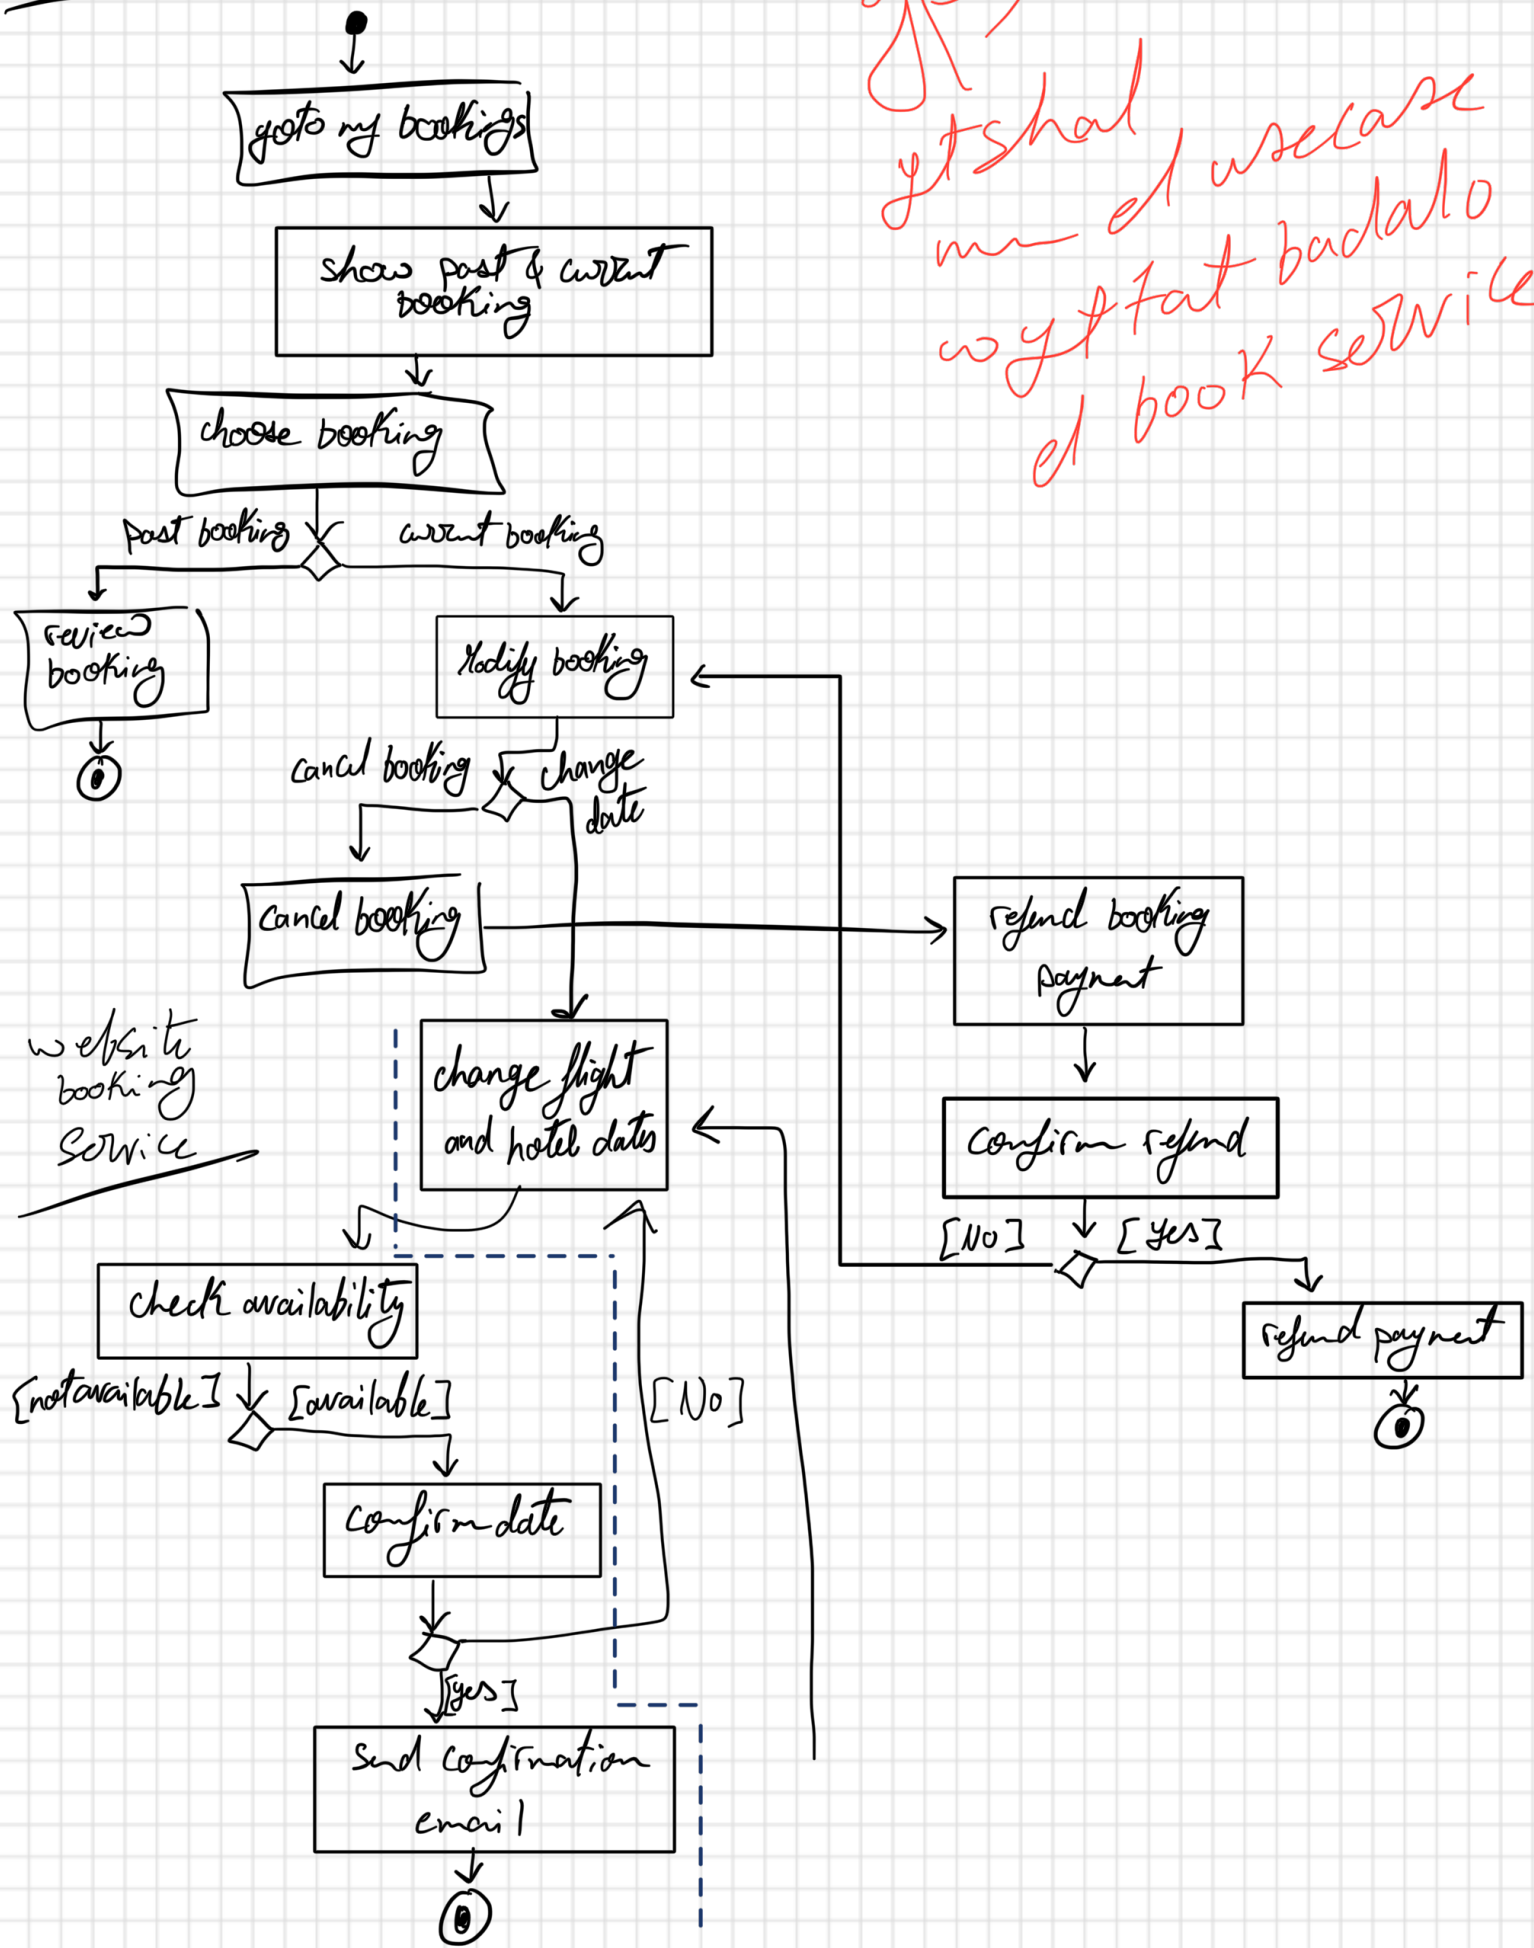 goto my bookings
show past & current
booking
choose booking
past booking
current booking
review
booking
Modify booking
cancel booking
change
date
cancel booking
refund booking
payment
website
booking
service
change flight
and hotel dates
confirm refund
[No]
[yes]
refund payment
check availability
[not available]
[available]
[No]
confirm date
[yes]
send confirmation
email
ytshal
mn el usecase
wyt7at badalo
el book service